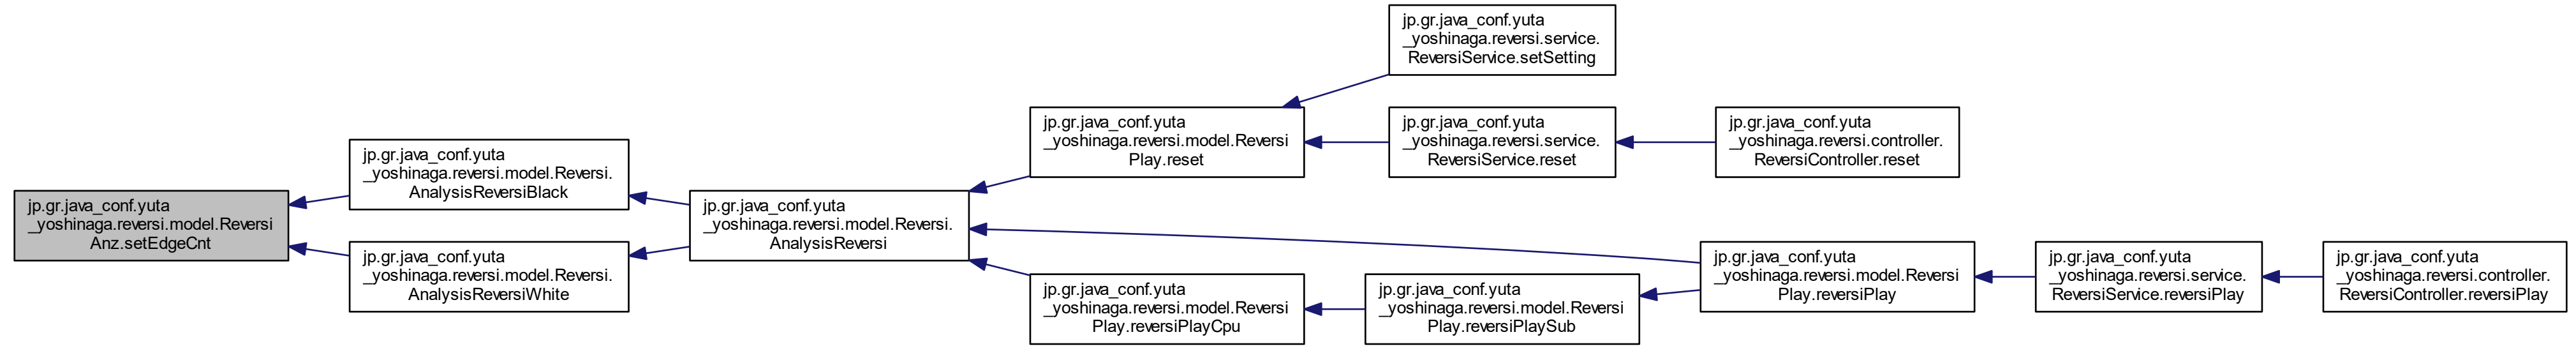 jp.gr.java_conf.yuta
_yoshinaga.reversi.model.Reversi
Anz.setEdgeCnt
jp.gr.java_conf.yuta
_yoshinaga.reversi.model.Reversi.
AnalysisReversiBlack
jp.gr.java_conf.yuta
_yoshinaga.reversi.model.Reversi.
AnalysisReversiWhite
jp.gr.java_conf.yuta
_yoshinaga.reversi.model.Reversi.
AnalysisReversi
jp.gr.java_conf.yuta
_yoshinaga.reversi.model.Reversi
Play.reset
jp.gr.java_conf.yuta
_yoshinaga.reversi.service.
ReversiService.setSetting
jp.gr.java_conf.yuta
_yoshinaga.reversi.service.
ReversiService.reset
jp.gr.java_conf.yuta
_yoshinaga.reversi.controller.
ReversiController.reset
jp.gr.java_conf.yuta
_yoshinaga.reversi.model.Reversi
Play.reversiPlayCpu
jp.gr.java_conf.yuta
_yoshinaga.reversi.model.Reversi
Play.reversiPlaySub
jp.gr.java_conf.yuta
_yoshinaga.reversi.model.Reversi
Play.reversiPlay
jp.gr.java_conf.yuta
_yoshinaga.reversi.service.
ReversiService.reversiPlay
jp.gr.java_conf.yuta
_yoshinaga.reversi.controller.
ReversiController.reversiPlay